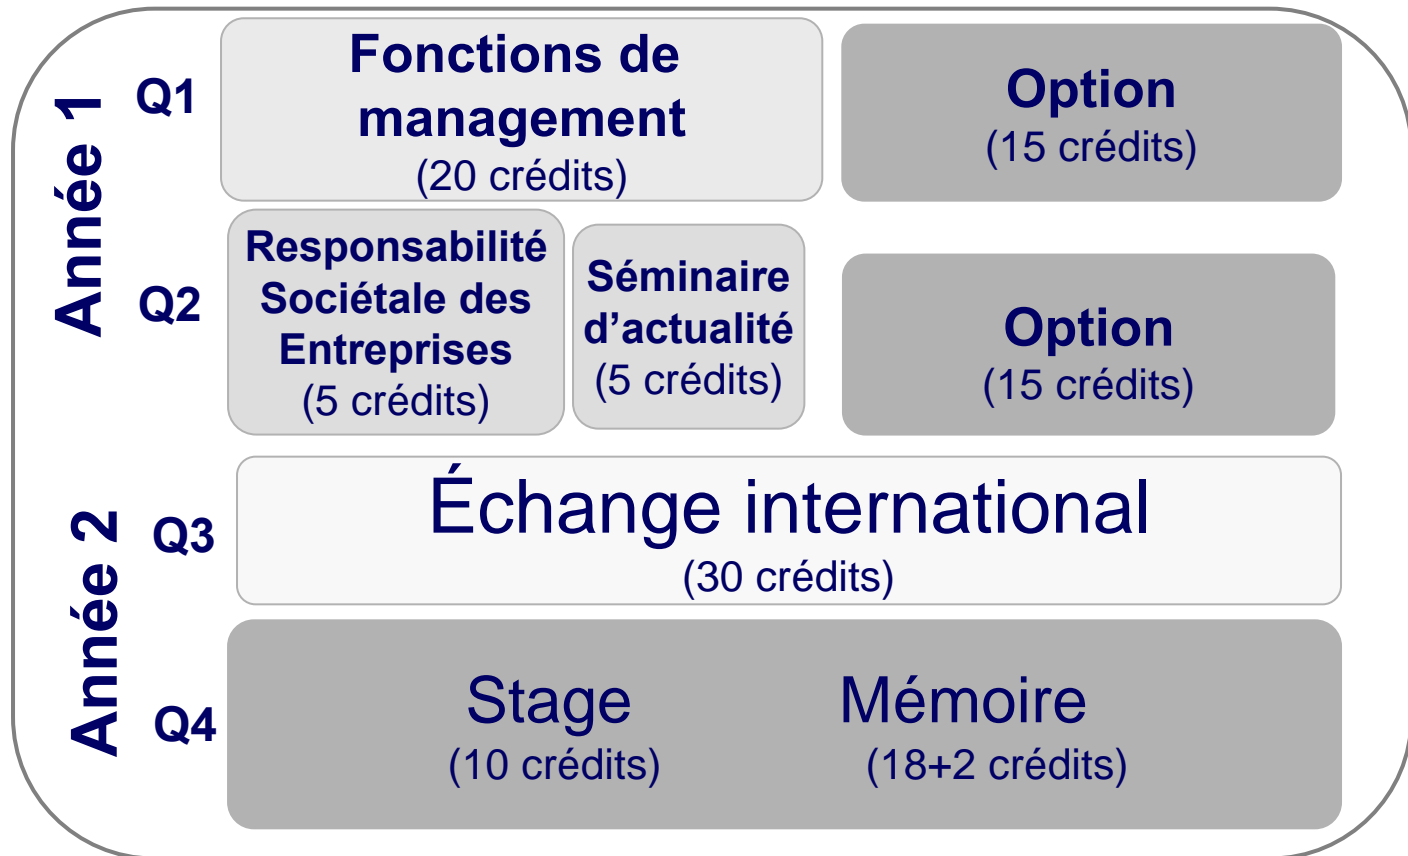 Année 1
Q1
Fonctions de
management
(20 crédits)
Option
(15 crédits)
Q2
Responsabilité
Sociétale des
Entreprises
(5 crédits)
Séminaire
d’actualité
(5 crédits)
Option
(15 crédits)
Année 2
Q3
Échange international
(30 crédits)
Q4
Stage
(10 crédits)
Mémoire
(18+2 crédits)